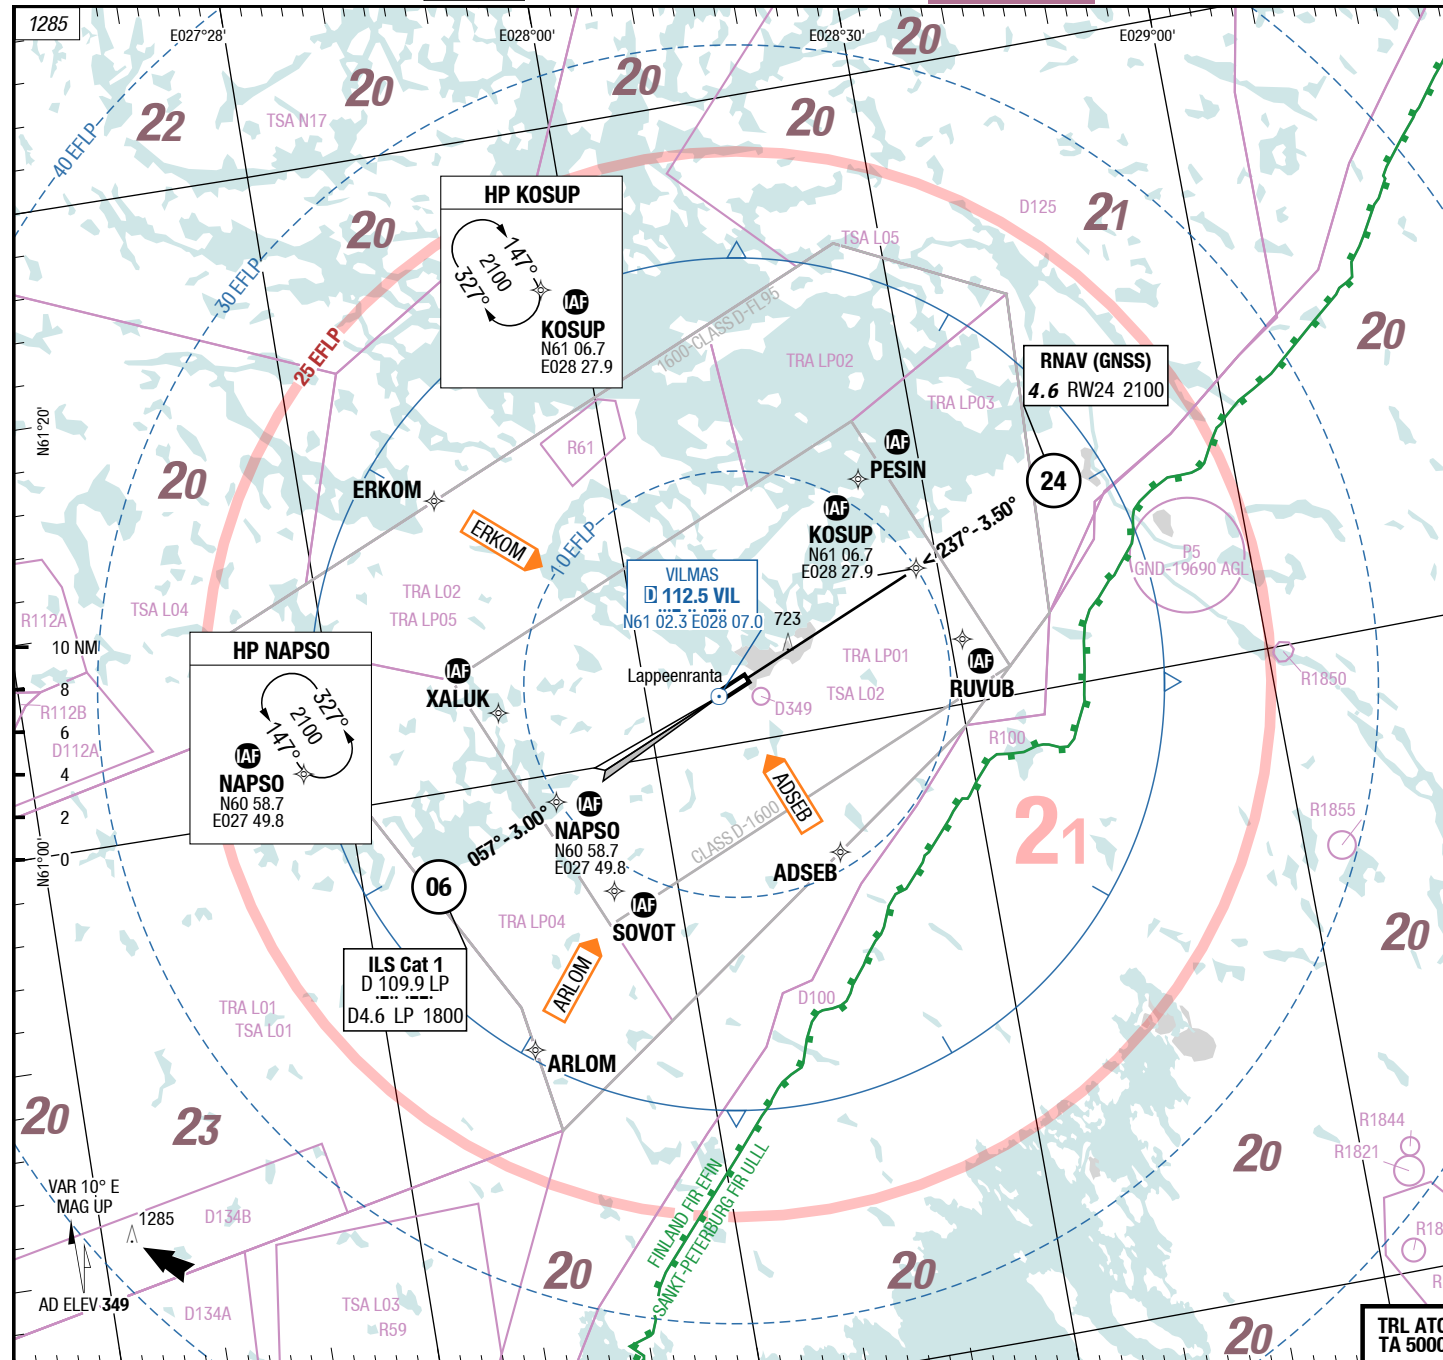 1285
E027°28'
E028°00'
E028°30'
E029°00'
20
20
20
22
20
TSA N17
40 EFLP
HP KOSUP
147°
2100
327°
IAF
KOSUP
N61 06.7
E028 27.9
20
D125
21
TSA L05
30 EFLP
25 EFLP
1600-CLASS D-FL95
20
TRA LP02
RNAV (GNSS)
4.6 RW24 2100
TRA LP03
N61°20'
R61
IAF
PESIN
24
20
ERKOM
ERKOM
IAF
KOSUP
N61 06.7
E028 27.9
237°-3.50°
10 EFLP
P5
GND-19690 AGL
VILMAS
D 112.5 VIL
N61 02.3 E028 07.0
TRA L02
TRA LP05
TSA L04
R112A
723
10 NM
8
6
4
2
0
N61°00'
HP NAPSO
327°
2100
147°
IAF
NAPSO
N60 58.7
E027 49.8
IAF
XALUK
Lappeenranta
TRA LP01
TSA L02
IAF
RUVUB
R1850
D349
R112B
D112A
R100
ADSEB
057°-3.00°
IAF
NAPSO
N60 58.7
E027 49.8
CLASS D-1600
21
R1855
ADSEB
06
IAF
SOVOT
TRA LP04
20
ILS Cat 1
D 109.9 LP
D4.6 LP 1800
ARLOM
D100
TRA L01
TSA L01
ARLOM
20
23
20
R1844
R1821
FINLAND FIR EFIN
SANKT-PETERBURG FIR ULLL
VAR 10° E
MAG UP
1285
D134B
R18
20
20
R
AD ELEV 349
D134A
TSA L03
R59
20
TRL ATC
TA 5000